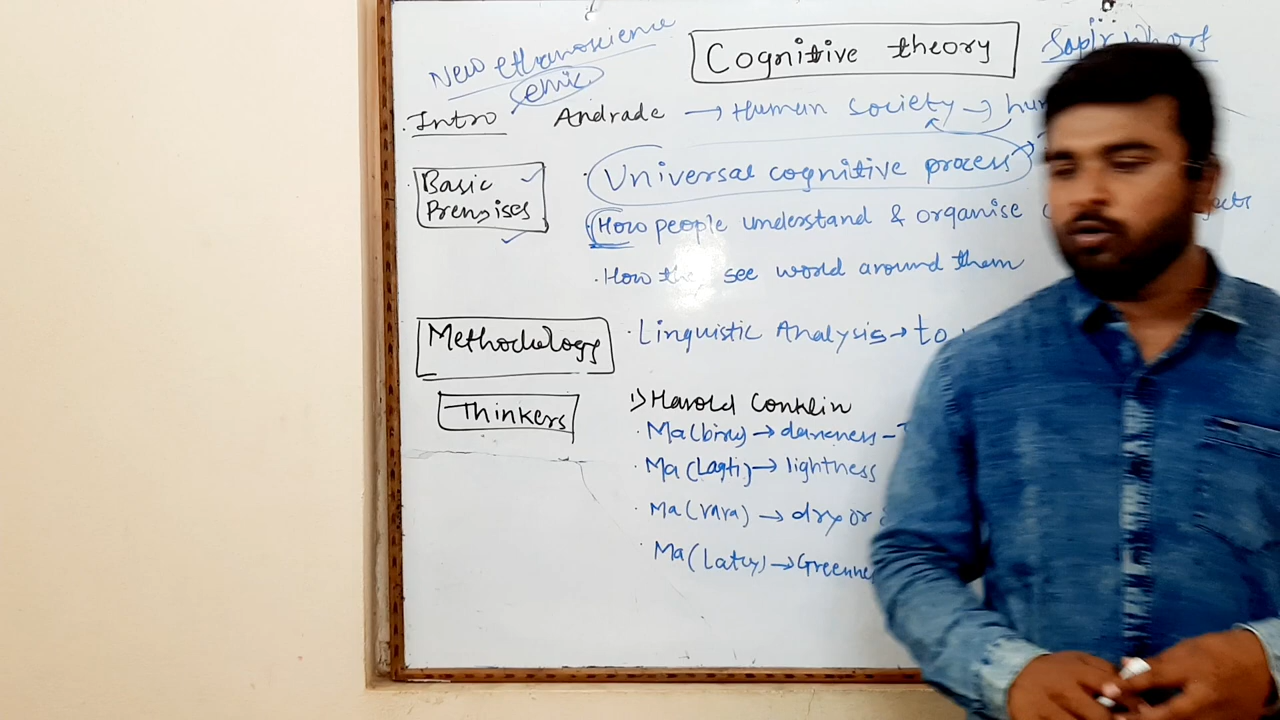 New ethnoscience
emic
Cognitive theory
Sapir Whorf
Intro Andrade → Human society →
Basic Premises
· Universal cognitive process
· How people understand & organise
· How they see world around them
Methodology
· Linguistic Analysis → to
Thinkers
1) Harold Conklin
· Ma(biru) → darkness
· Ma(Lagti) → lightness
· Ma(rara) → dry or
· Ma(Latuy) → Greenne